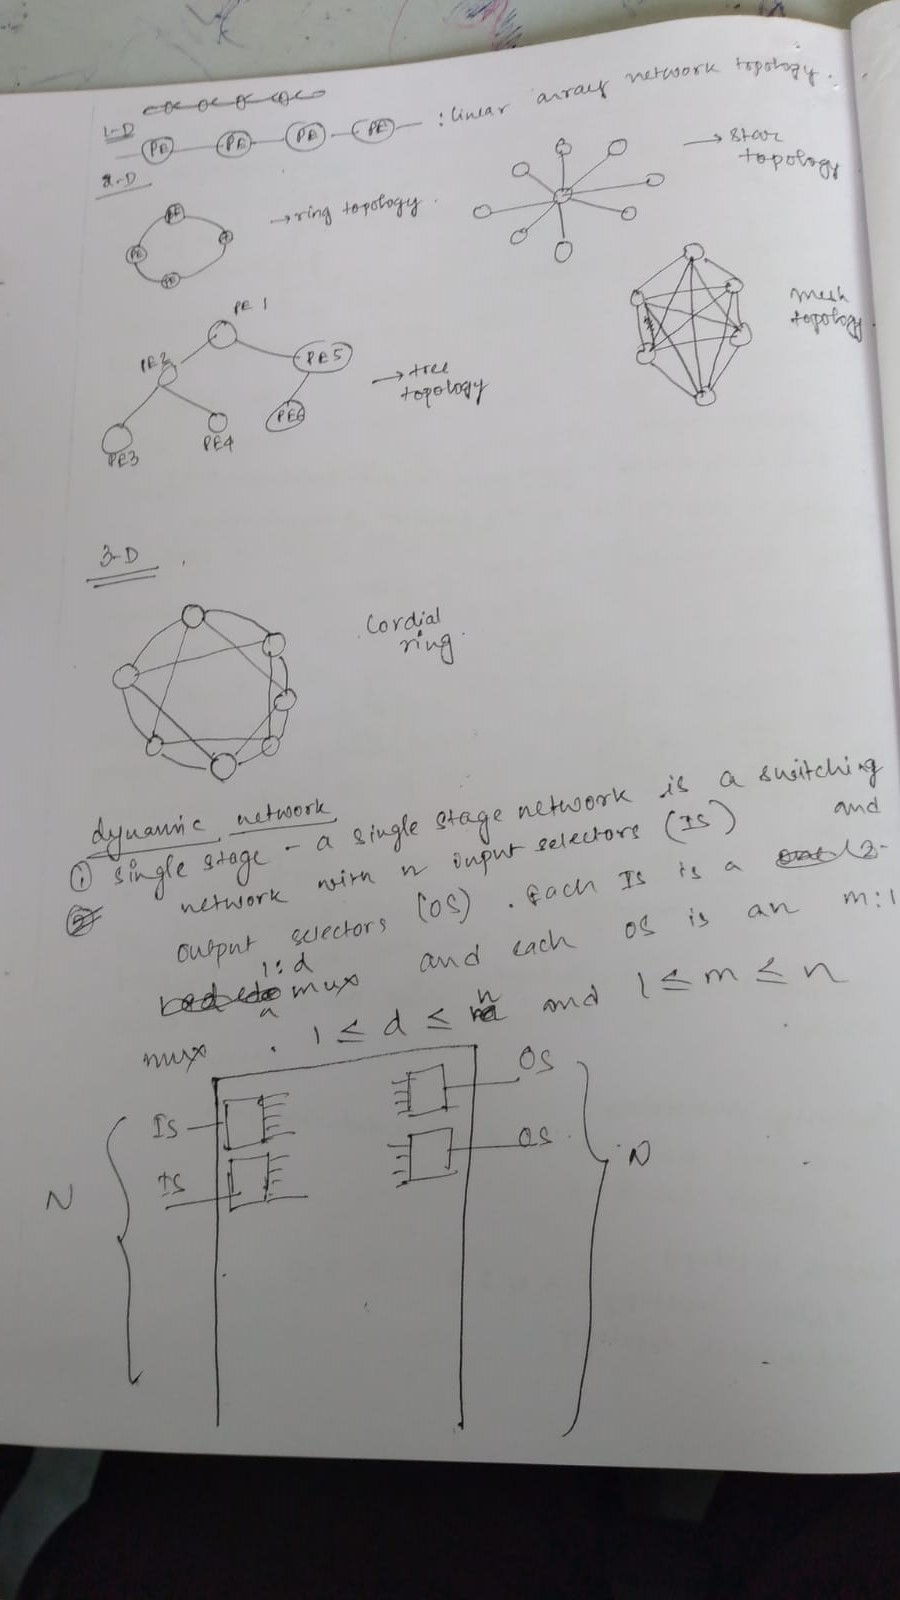 1-D
PE PE PE PE : linear array network topology.
2-D
PE PE PE → ring topology.
→ star
topology
PE 1
PE2 PE5
PE6
PE3 PE4
→ tree
topology
mesh
topology
3-D
Cordial
ring.
dynamic network
① Single stage - a single stage network is a switching
network with n input selectors (IS) and
output selectors (OS). Each IS is a
1:d
mux and each OS is an m:1
mux . 1 ≤ d ≤ n and 1 ≤ m ≤ n
IS OS
IS OS
N N